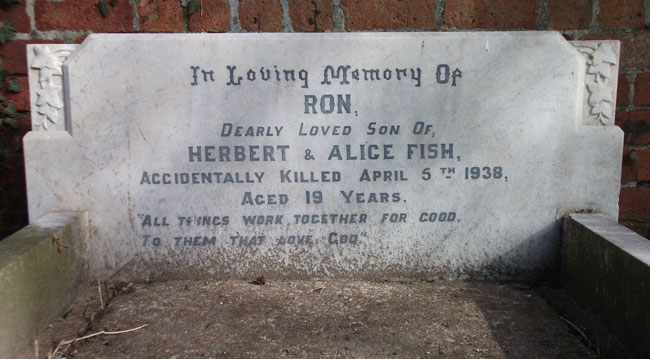 In Loving Memory Of
RON,
DEARLY LOVED SON OF,
HERBERT & ALICE FISH,
ACCIDENTALLY KILLED APRIL 5TH 1938,
AGED 19 YEARS.
"ALL THINGS WORK TOGETHER FOR GOOD,
TO THEM THAT LOVE GOD."